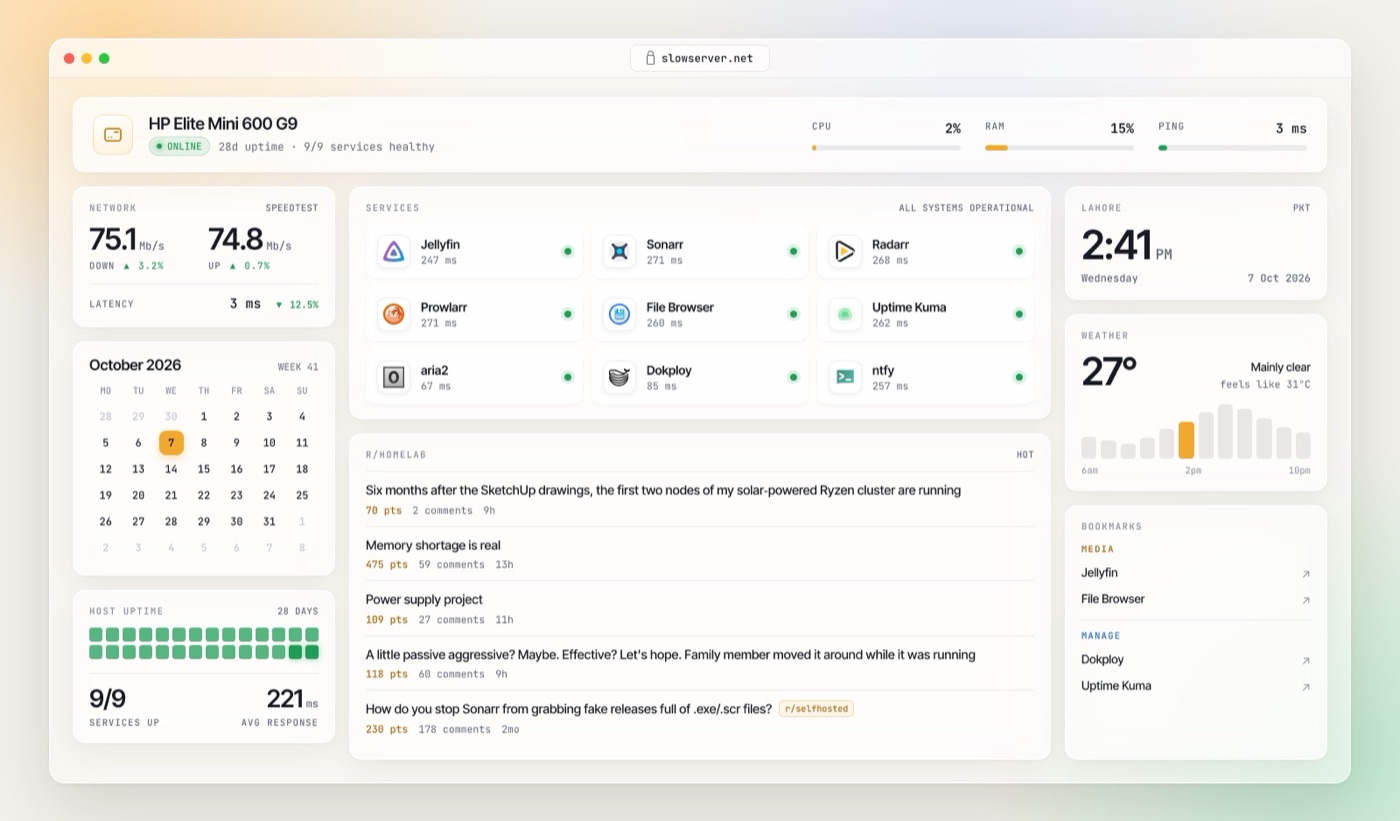 slowserver.net
HP Elite Mini 600 G9
ONLINE 28d uptime · 9/9 services healthy
CPU 2%
RAM 15%
PING 3 ms
NETWORK SPEEDTEST
75.1 Mb/s 74.8 Mb/s
DOWN ▲ 3.2% UP ▲ 0.7%
LATENCY 3 ms ▼ 12.5%
October 2026 WEEK 41
MO TU WE TH FR SA SU
28 29 30 1 2 3 4
5 6 7 8 9 10 11
12 13 14 15 16 17 18
19 20 21 22 23 24 25
26 27 28 29 30 31 1
2 3 4 5 6 7 8
HOST UPTIME 28 DAYS
9/9 221 ms
SERVICES UP AVG RESPONSE
SERVICES ALL SYSTEMS OPERATIONAL
Jellyfin
247 ms
Sonarr
271 ms
Radarr
268 ms
Prowlarr
271 ms
File Browser
260 ms
Uptime Kuma
262 ms
aria2
67 ms
Dokploy
85 ms
ntfy
257 ms
R/HOMELAB HOT
Six months after the SketchUp drawings, the first two nodes of my solar-powered Ryzen cluster are running
70 pts 2 comments 9h
Memory shortage is real
475 pts 59 comments 13h
Power supply project
109 pts 27 comments 11h
A little passive aggressive? Maybe. Effective? Let's hope. Family member moved it around while it was running
118 pts 60 comments 9h
How do you stop Sonarr from grabbing fake releases full of .exe/.scr files? r/selfhosted
230 pts 178 comments 2mo
LAHORE PKT
2:41 PM
Wednesday 7 Oct 2026
WEATHER
27° Mainly clear
feels like 31°C
6am 2pm 10pm
BOOKMARKS
MEDIA
Jellyfin ↗
File Browser ↗
MANAGE
Dokploy ↗
Uptime Kuma ↗